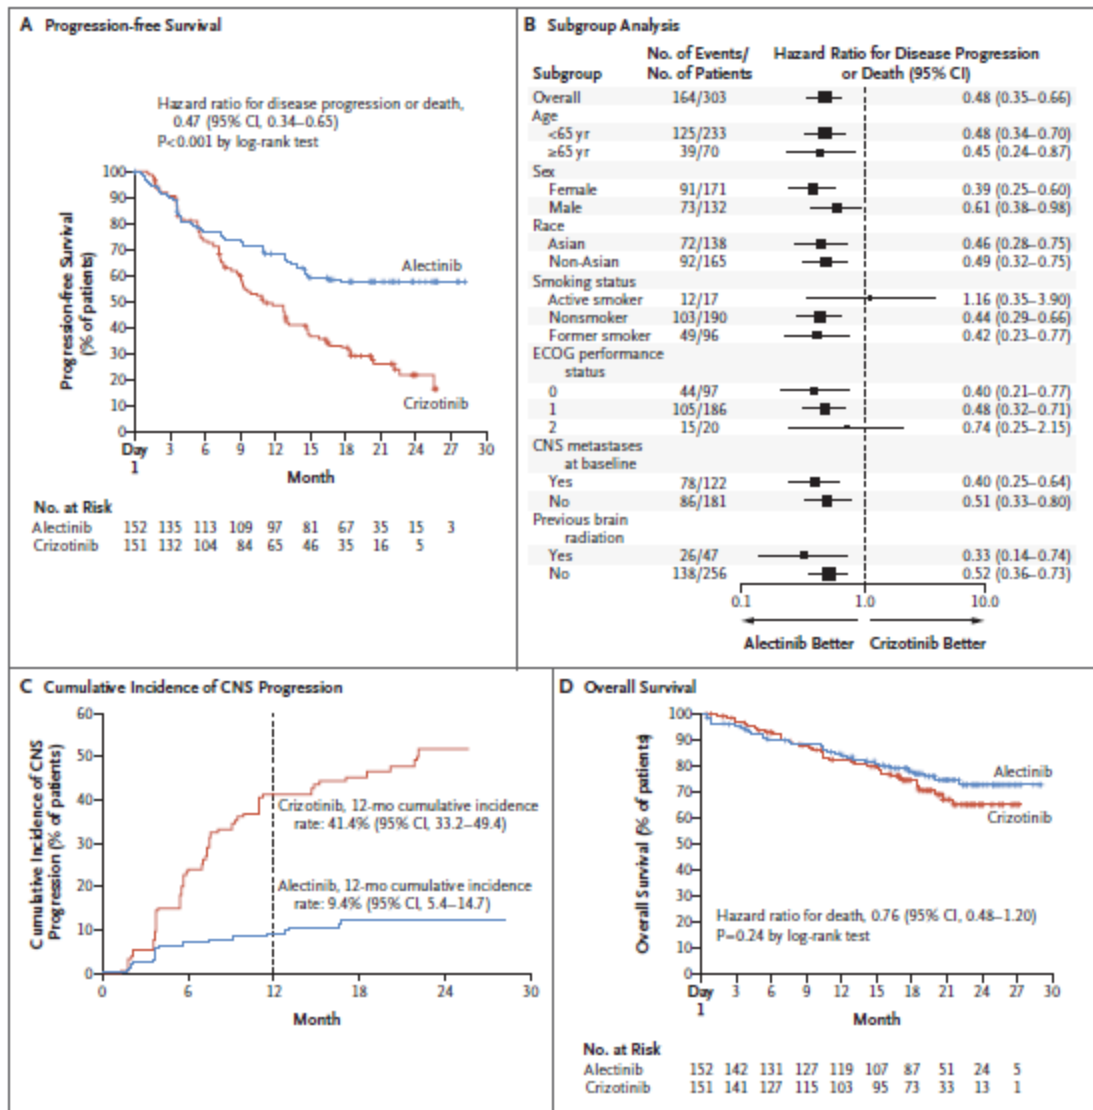 A Progression-free Survival
Hazard ratio for disease progression or death,
0.47 (95% CI, 0.34–0.65)
P<0.001 by log-rank test
Progression-free Survival
(% of patients)
100
90
80
70
60
50
40
30
20
10
0
Alectinib
Crizotinib
Day 3 6 9 12 15 18 21 24 27 30
1
Month
No. at Risk
Alectinib 152 135 113 109 97 81 67 35 15 3
Crizotinib 151 132 104 84 65 46 35 16 5
B Subgroup Analysis
No. of Events/ Hazard Ratio for Disease Progression
Subgroup No. of Patients or Death (95% CI)
Overall 164/303 0.48 (0.35–0.66)
Age
<65 yr 125/233 0.48 (0.34–0.70)
≥65 yr 39/70 0.45 (0.24–0.87)
Sex
Female 91/171 0.39 (0.25–0.60)
Male 73/132 0.61 (0.38–0.98)
Race
Asian 72/138 0.46 (0.28–0.75)
Non-Asian 92/165 0.49 (0.32–0.75)
Smoking status
Active smoker 12/17 1.16 (0.35–3.90)
Nonsmoker 103/190 0.44 (0.29–0.66)
Former smoker 49/96 0.42 (0.23–0.77)
ECOG performance
status
0 44/97 0.40 (0.21–0.77)
1 105/186 0.48 (0.32–0.71)
2 15/20 0.74 (0.25–2.15)
CNS metastases
at baseline
Yes 78/122 0.40 (0.25–0.64)
No 86/181 0.51 (0.33–0.80)
Previous brain
radiation
Yes 26/47 0.33 (0.14–0.74)
No 138/256 0.52 (0.36–0.73)
0.1 1.0 10.0
Alectinib Better Crizotinib Better
C Cumulative Incidence of CNS Progression
Cumulative Incidence of CNS
Progression (% of patients)
60
50
40
30
20
10
0
Crizotinib, 12-mo cumulative incidence
rate: 41.4% (95% CI, 33.2–49.4)
Alectinib, 12-mo cumulative incidence
rate: 9.4% (95% CI, 5.4–14.7)
0 6 12 18 24 30
Month
D Overall Survival
Overall Survival (% of patients)
100
90
80
70
60
50
40
30
20
10
0
Alectinib
Crizotinib
Hazard ratio for death, 0.76 (95% CI, 0.48–1.20)
P=0.24 by log-rank test
Day 3 6 9 12 15 18 21 24 27 30
1
Month
No. at Risk
Alectinib 152 142 131 127 119 107 87 51 24 5
Crizotinib 151 141 127 115 103 95 73 33 13 1